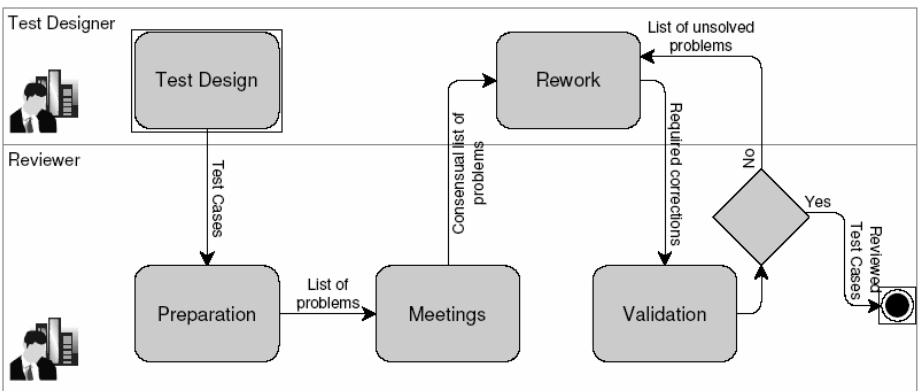 Test Designer
Test Design
Rework
List of unsolved
problems
Reviewer
Test Cases
Consensual list of
problems
Required corrections
No
Yes
Reviewed
Test Cases
Preparation
List of
problems
Meetings
Validation